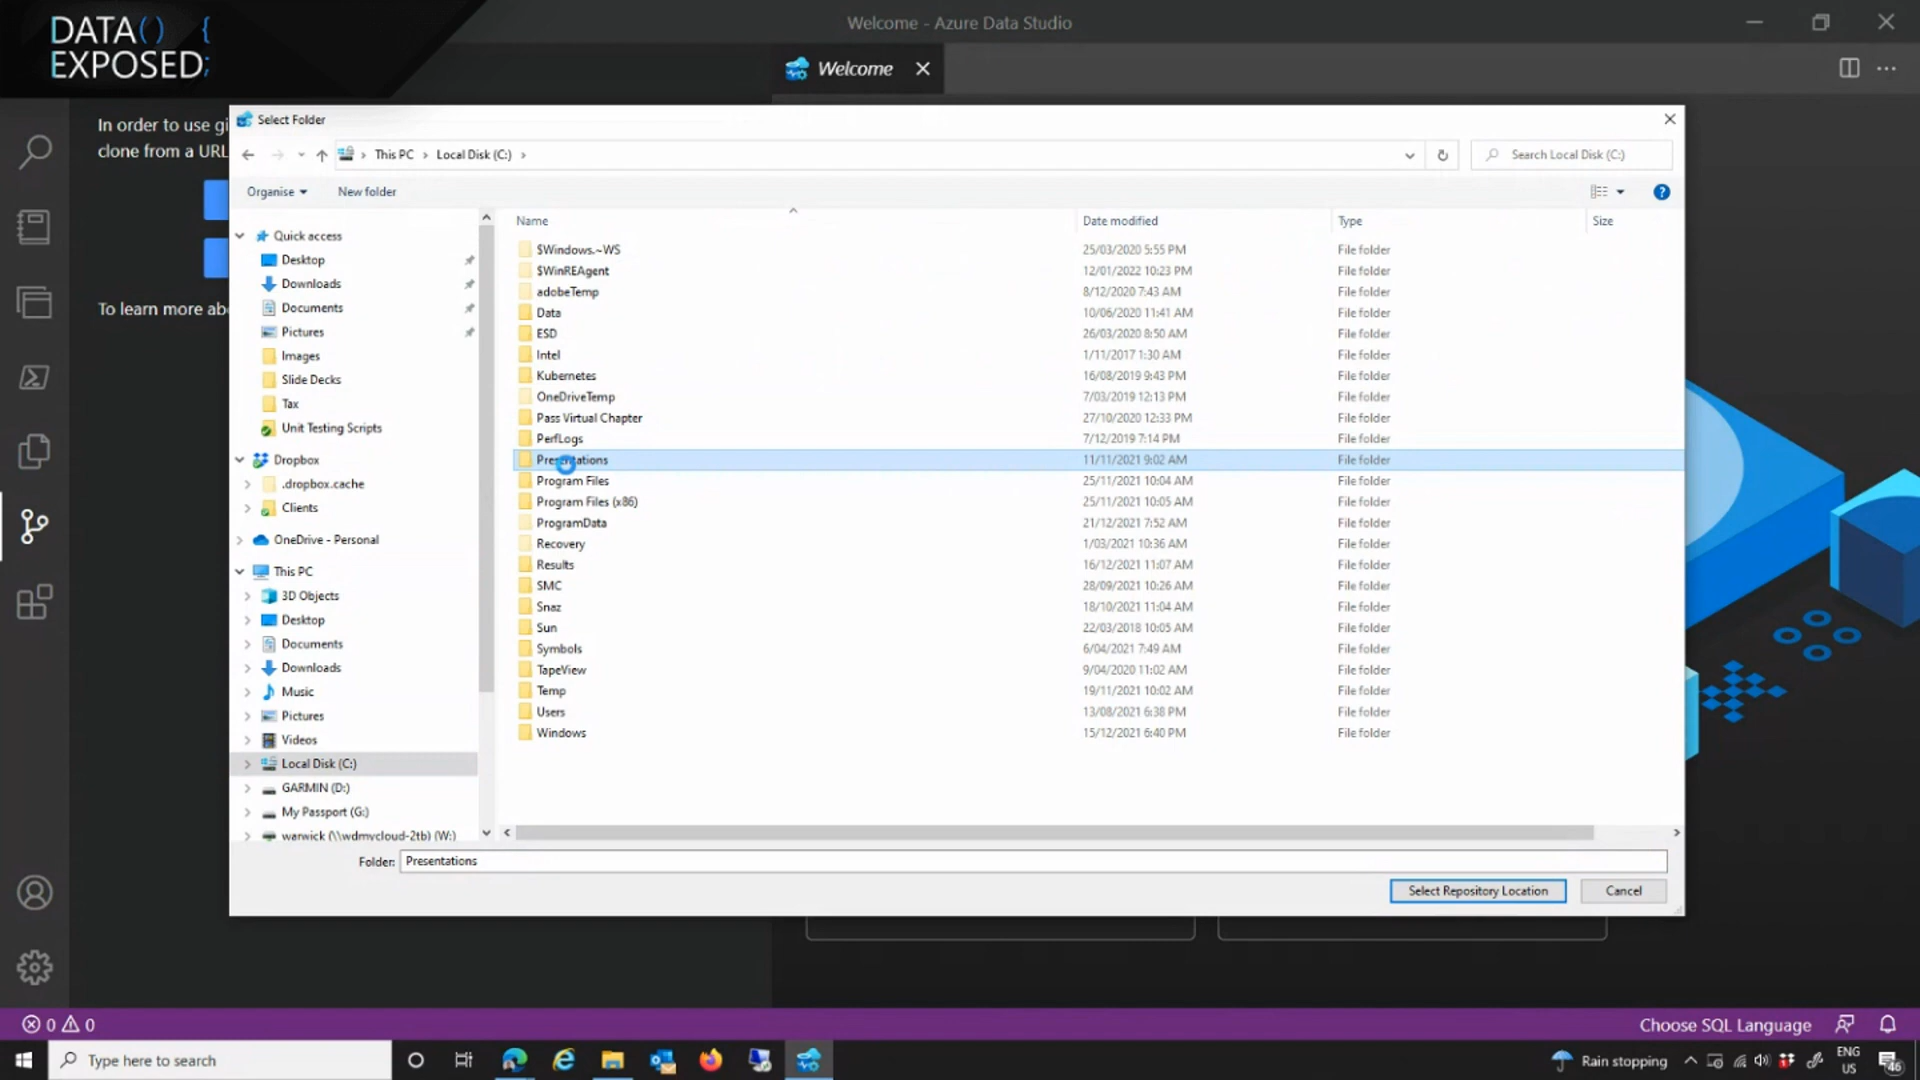 DATA() {
EXPOSED;
Welcome - Azure Data Studio
Welcome
In order to use gi
clone from a URL
To learn more abo
Select Folder
This PC > Local Disk (C:) >
Search Local Disk (C:)
Organise
New folder
Name
Date modified
Type
Size
Quick access
Desktop
Downloads
Documents
Pictures
Images
Slide Decks
Tax
Unit Testing Scripts
Dropbox
.dropbox.cache
Clients
OneDrive - Personal
This PC
3D Objects
Desktop
Documents
Downloads
Music
Pictures
Videos
Local Disk (C:)
GARMIN (D:)
My Passport (G:)
warwick (\\wdmycloud-2tb) (W:)
$Windows.~WS 25/03/2020 5:55 PM File folder
$WinREAgent 12/01/2022 10:23 PM File folder
adobeTemp 8/12/2020 7:43 AM File folder
Data 10/06/2020 11:41 AM File folder
ESD 26/03/2020 8:50 AM File folder
Intel 1/11/2017 1:30 AM File folder
Kubernetes 16/08/2019 9:43 PM File folder
OneDriveTemp 7/03/2019 12:13 PM File folder
Pass Virtual Chapter 27/10/2020 12:33 PM File folder
PerfLogs 7/12/2019 7:14 PM File folder
Presentations 11/11/2021 9:02 AM File folder
Program Files 25/11/2021 10:04 AM File folder
Program Files (x86) 25/11/2021 10:05 AM File folder
ProgramData 21/12/2021 7:52 AM File folder
Recovery 1/03/2021 10:36 AM File folder
Results 16/12/2021 11:07 AM File folder
SMC 28/09/2021 10:26 AM File folder
Snaz 18/10/2021 11:04 AM File folder
Sun 22/03/2018 10:05 AM File folder
Symbols 6/04/2021 7:49 AM File folder
TapeView 9/04/2020 11:02 AM File folder
Temp 19/11/2021 10:02 AM File folder
Users 13/08/2021 6:38 PM File folder
Windows 15/12/2021 6:40 PM File folder
Folder: Presentations
Select Repository Location
Cancel
0 0
Choose SQL Language
Type here to search
Rain stopping
ENG
US
46